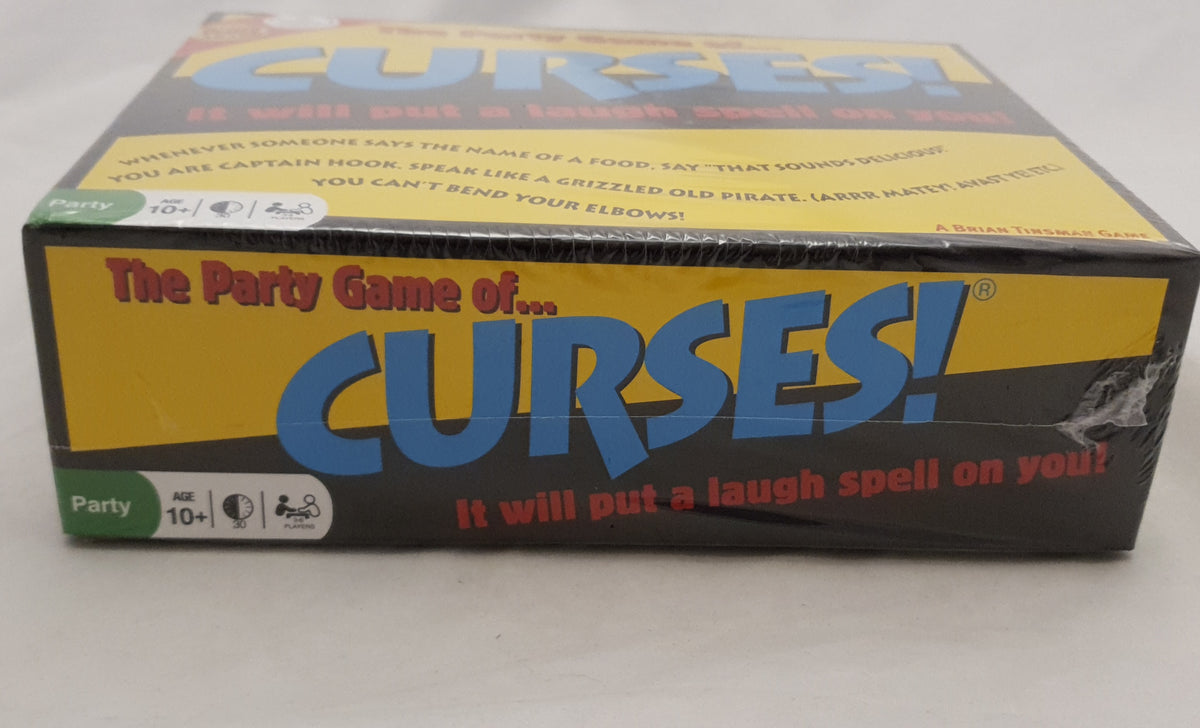 The Party Game of...
CURSES!
It will put a laugh spell on you!
WHENEVER SOMEONE SAYS THE NAME OF A FOOD, SAY "THAT SOUNDS DELICIOUS"
YOU ARE CAPTAIN HOOK. SPEAK LIKE A GRIZZLED OLD PIRATE. (ARRR MATEY! AVAST YE, ETC)
YOU CAN'T BEND YOUR ELBOWS!
Party
AGE
10+
30
PLAYERS
A BRIAN TINSMAN GAME
The Party Game of...
CURSES!®
It will put a laugh spell on you!
Party
AGE
10+
30
PLAYERS